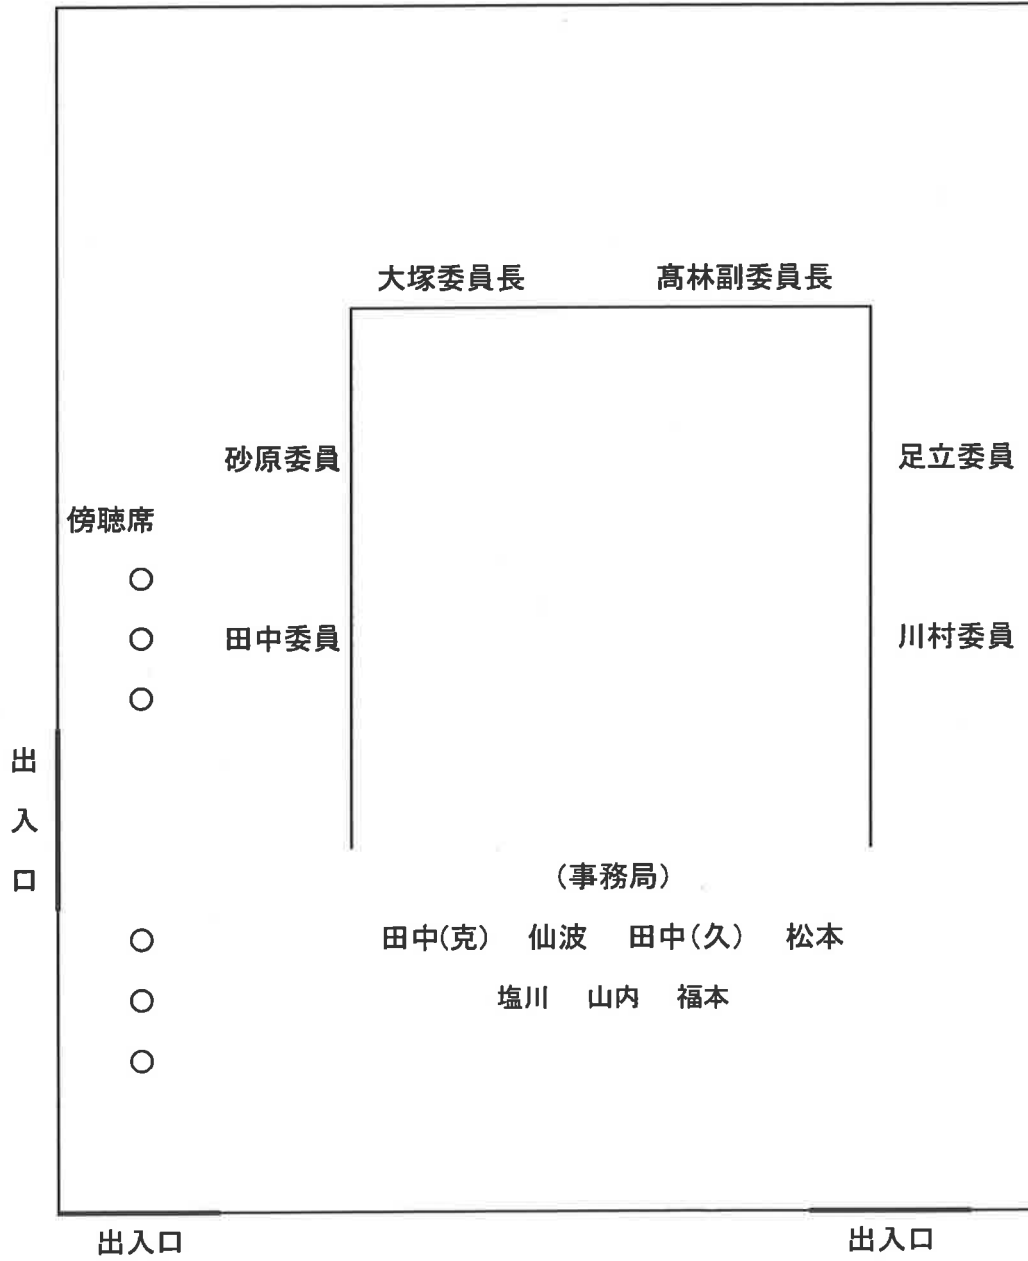 大塚委員長　髙林副委員長
砂原委員　足立委員
傍聴席
○
○　田中委員　川村委員
○
出入口
（事務局）
○　田中(克)　仙波　田中(久)　松本
○　塩川　山内　福本
○
出入口　出入口